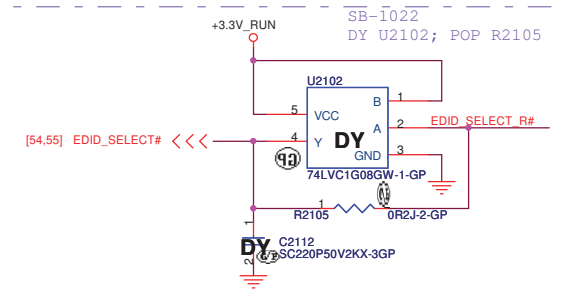 SB-1022
DY U2102; POP R2105
+3.3V_RUN
U2102
B 1
5 VCC
A 2 EDID_SELECT_R#
[54,55] EDID_SELECT# 4 Y
DY
GND 3
74LVC1G08GW-1-GP
1
R2105 0R2J-2-GP
1
DY C2112
2 SC220P50V2KX-3GP